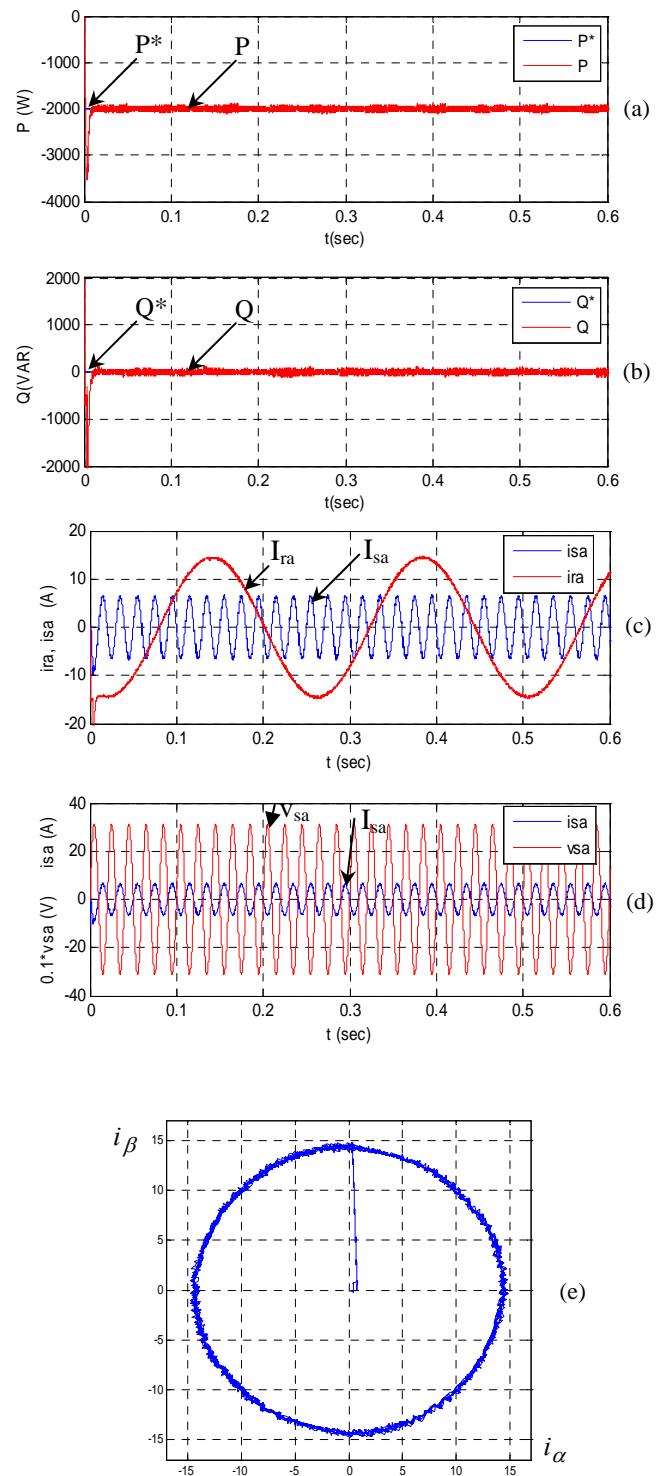 0
-1000
-2000
-3000
-4000
P (W)
P*
P
P*
P
(a)
0
0.1
0.2
0.3
0.4
0.5
0.6
t(sec)
2000
1000
0
-1000
-2000
Q(VAR)
Q*
Q
Q*
Q
(b)
0
0.1
0.2
0.3
0.4
0.5
0.6
t(sec)
20
10
0
-10
-20
ira, isa (A)
Ira
Isa
isa
ira
(c)
0
0.1
0.2
0.3
0.4
0.5
0.6
t (sec)
40
20
0
-20
-40
0.1*vsa (V) isa (A)
Vsa
Isa
isa
vsa
(d)
0
0.1
0.2
0.3
0.4
0.5
0.6
t (sec)
iβ
15
10
5
0
-5
-10
-15
(e)
-15
-10
-5
0
5
10
15
iα